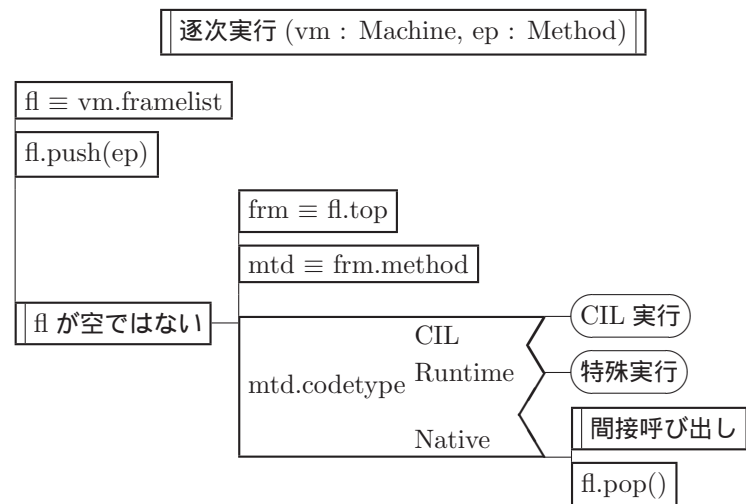 逐次実行 (vm : Machine, ep : Method)
fl ≡ vm.framelist
fl.push(ep)
frm ≡ fl.top
mtd ≡ frm.method
fl が空ではない
mtd.codetype
CIL
CIL 実行
Runtime
特殊実行
Native
間接呼び出し
fl.pop()